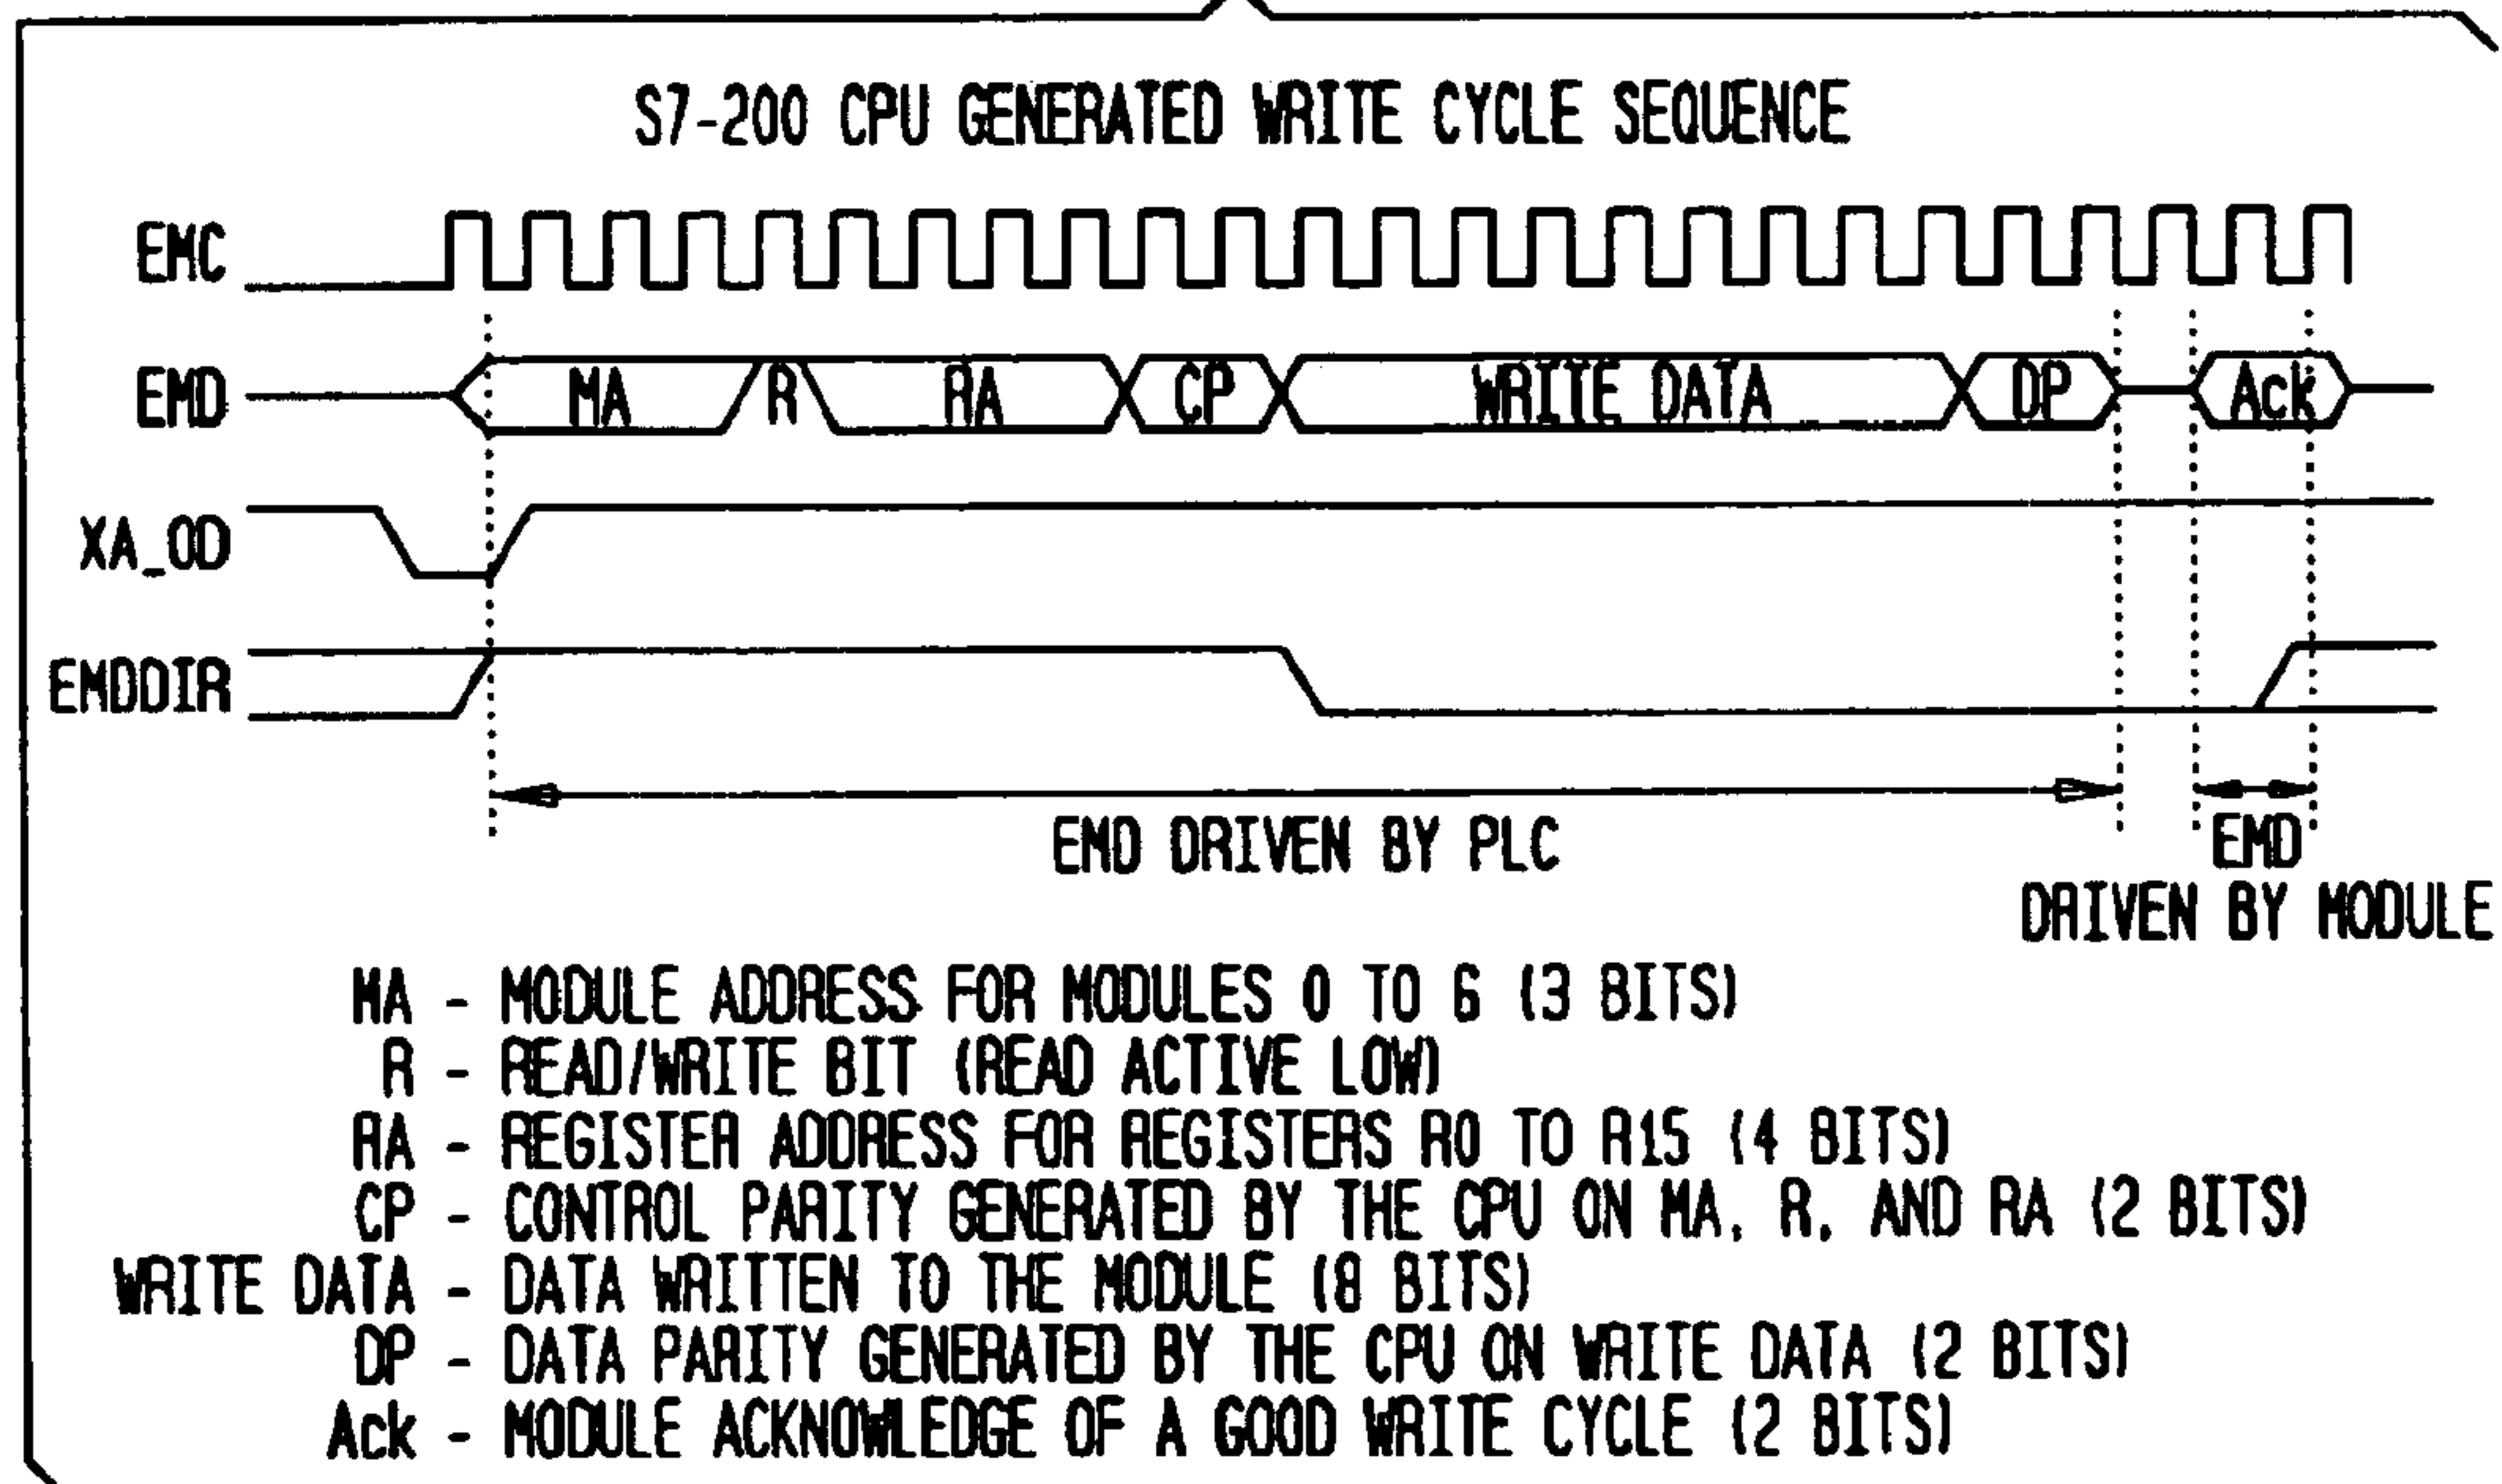 S7-200 CPU GENERATED WRITE CYCLE SEQUENCE
EMC
EMD
MA R RA CP WRITE DATA DP Ack
XA_OD
EMDDIR
EMD DRIVEN BY PLC
EMD
DRIVEN BY MODULE
MA - MODULE ADDRESS FOR MODULES 0 TO 6 (3 BITS)
R - READ/WRITE BIT (READ ACTIVE LOW)
RA - REGISTER ADDRESS FOR REGISTERS R0 TO R15 (4 BITS)
CP - CONTROL PARITY GENERATED BY THE CPU ON MA, R, AND RA (2 BITS)
WRITE DATA - DATA WRITTEN TO THE MODULE (8 BITS)
DP - DATA PARITY GENERATED BY THE CPU ON WRITE DATA (2 BITS)
Ack - MODULE ACKNOWLEDGE OF A GOOD WRITE CYCLE (2 BITS)